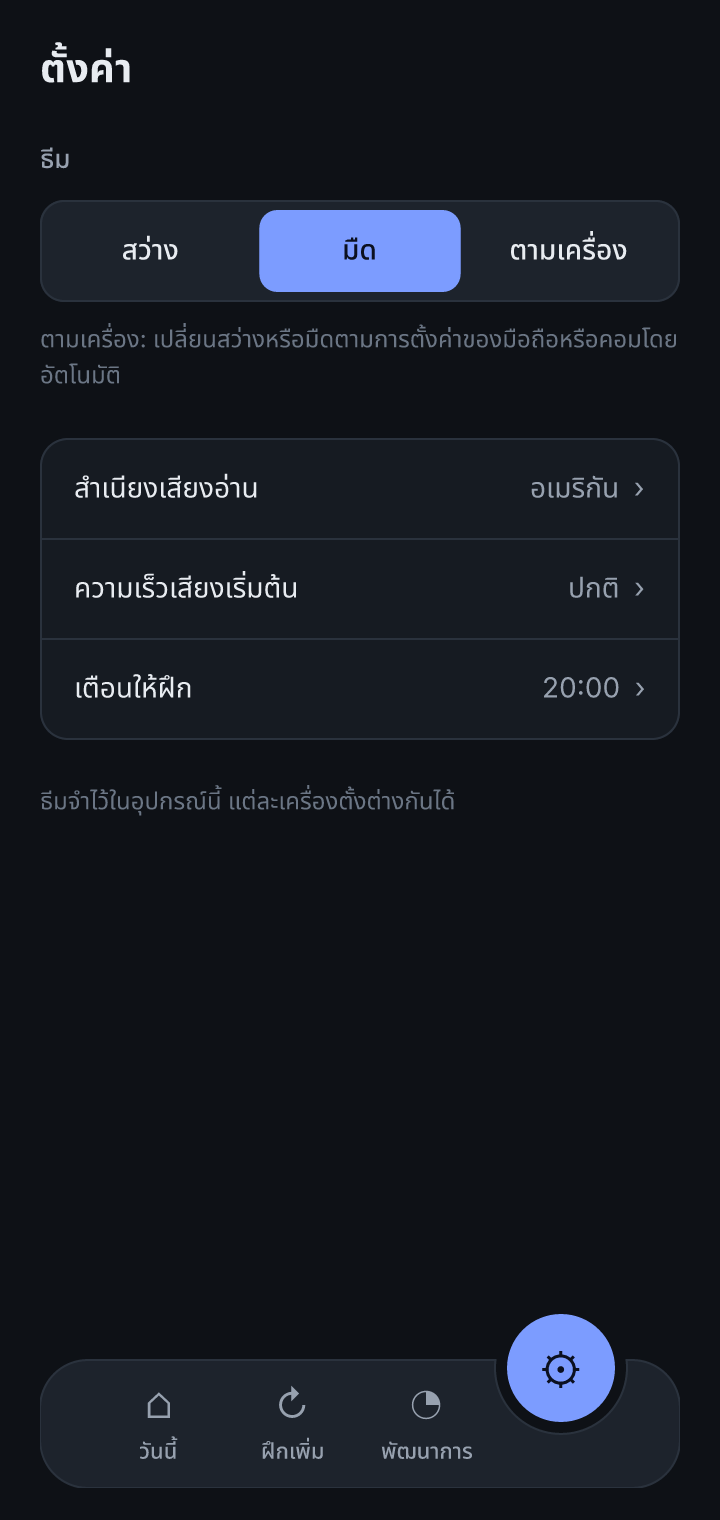 ตั้งค่า
ธีม
สว่าง มืด ตามเครื่อง
ตามเครื่อง: เปลี่ยนสว่างหรือมืดตามการตั้งค่าของมือถือหรือคอมโดย
อัตโนมัติ
สำเนียงเสียงอ่าน อเมริกัน ›
ความเร็วเสียงเริ่มต้น ปกติ ›
เตือนให้ฝึก 20:00 ›
ธีมจำไว้ในอุปกรณ์นี้ แต่ละเครื่องตั้งต่างกันได้
วันนี้ ฝึกเพิ่ม พัฒนาการ